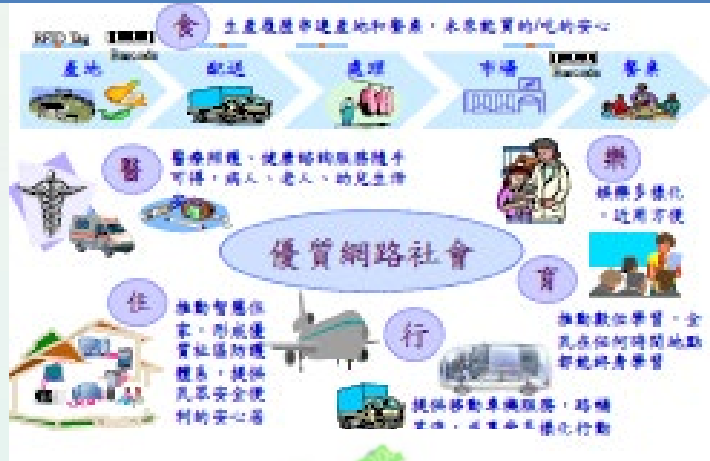 食
生產履歷串連產地和餐桌，未來能買的/吃的安心
RFID Tag
Barcode
產地
配送
處理
市場
Barcode
餐桌
醫
醫療照護、健康諮詢服務隨手
可得，病人、老人、幼兒生活
樂
娛樂多樣化
，近用方便
優質網路社會
育
推動數位學習，全
民在任何時間地點
都能終身學習
住
推動智慧住
家，形成優
質社區防護
體系，提供
民眾安全便
利的安心居
行
提供移動車機服務，路
樣化行動